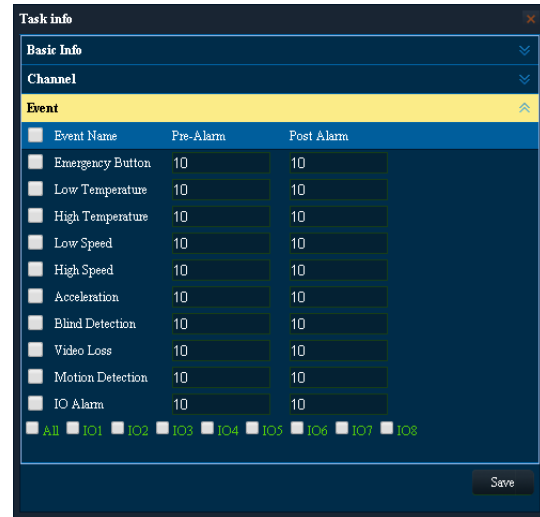 Task info
Basic Info
Channel
Event
Event Name Pre-Alarm Post Alarm
Emergency Button 10 10
Low Temperature 10 10
High Temperature 10 10
Low Speed 10 10
High Speed 10 10
Acceleration 10 10
Blind Detection 10 10
Video Loss 10 10
Motion Detection 10 10
IO Alarm 10 10
All IO1 IO2 IO3 IO4 IO5 IO6 IO7 IO8
Save